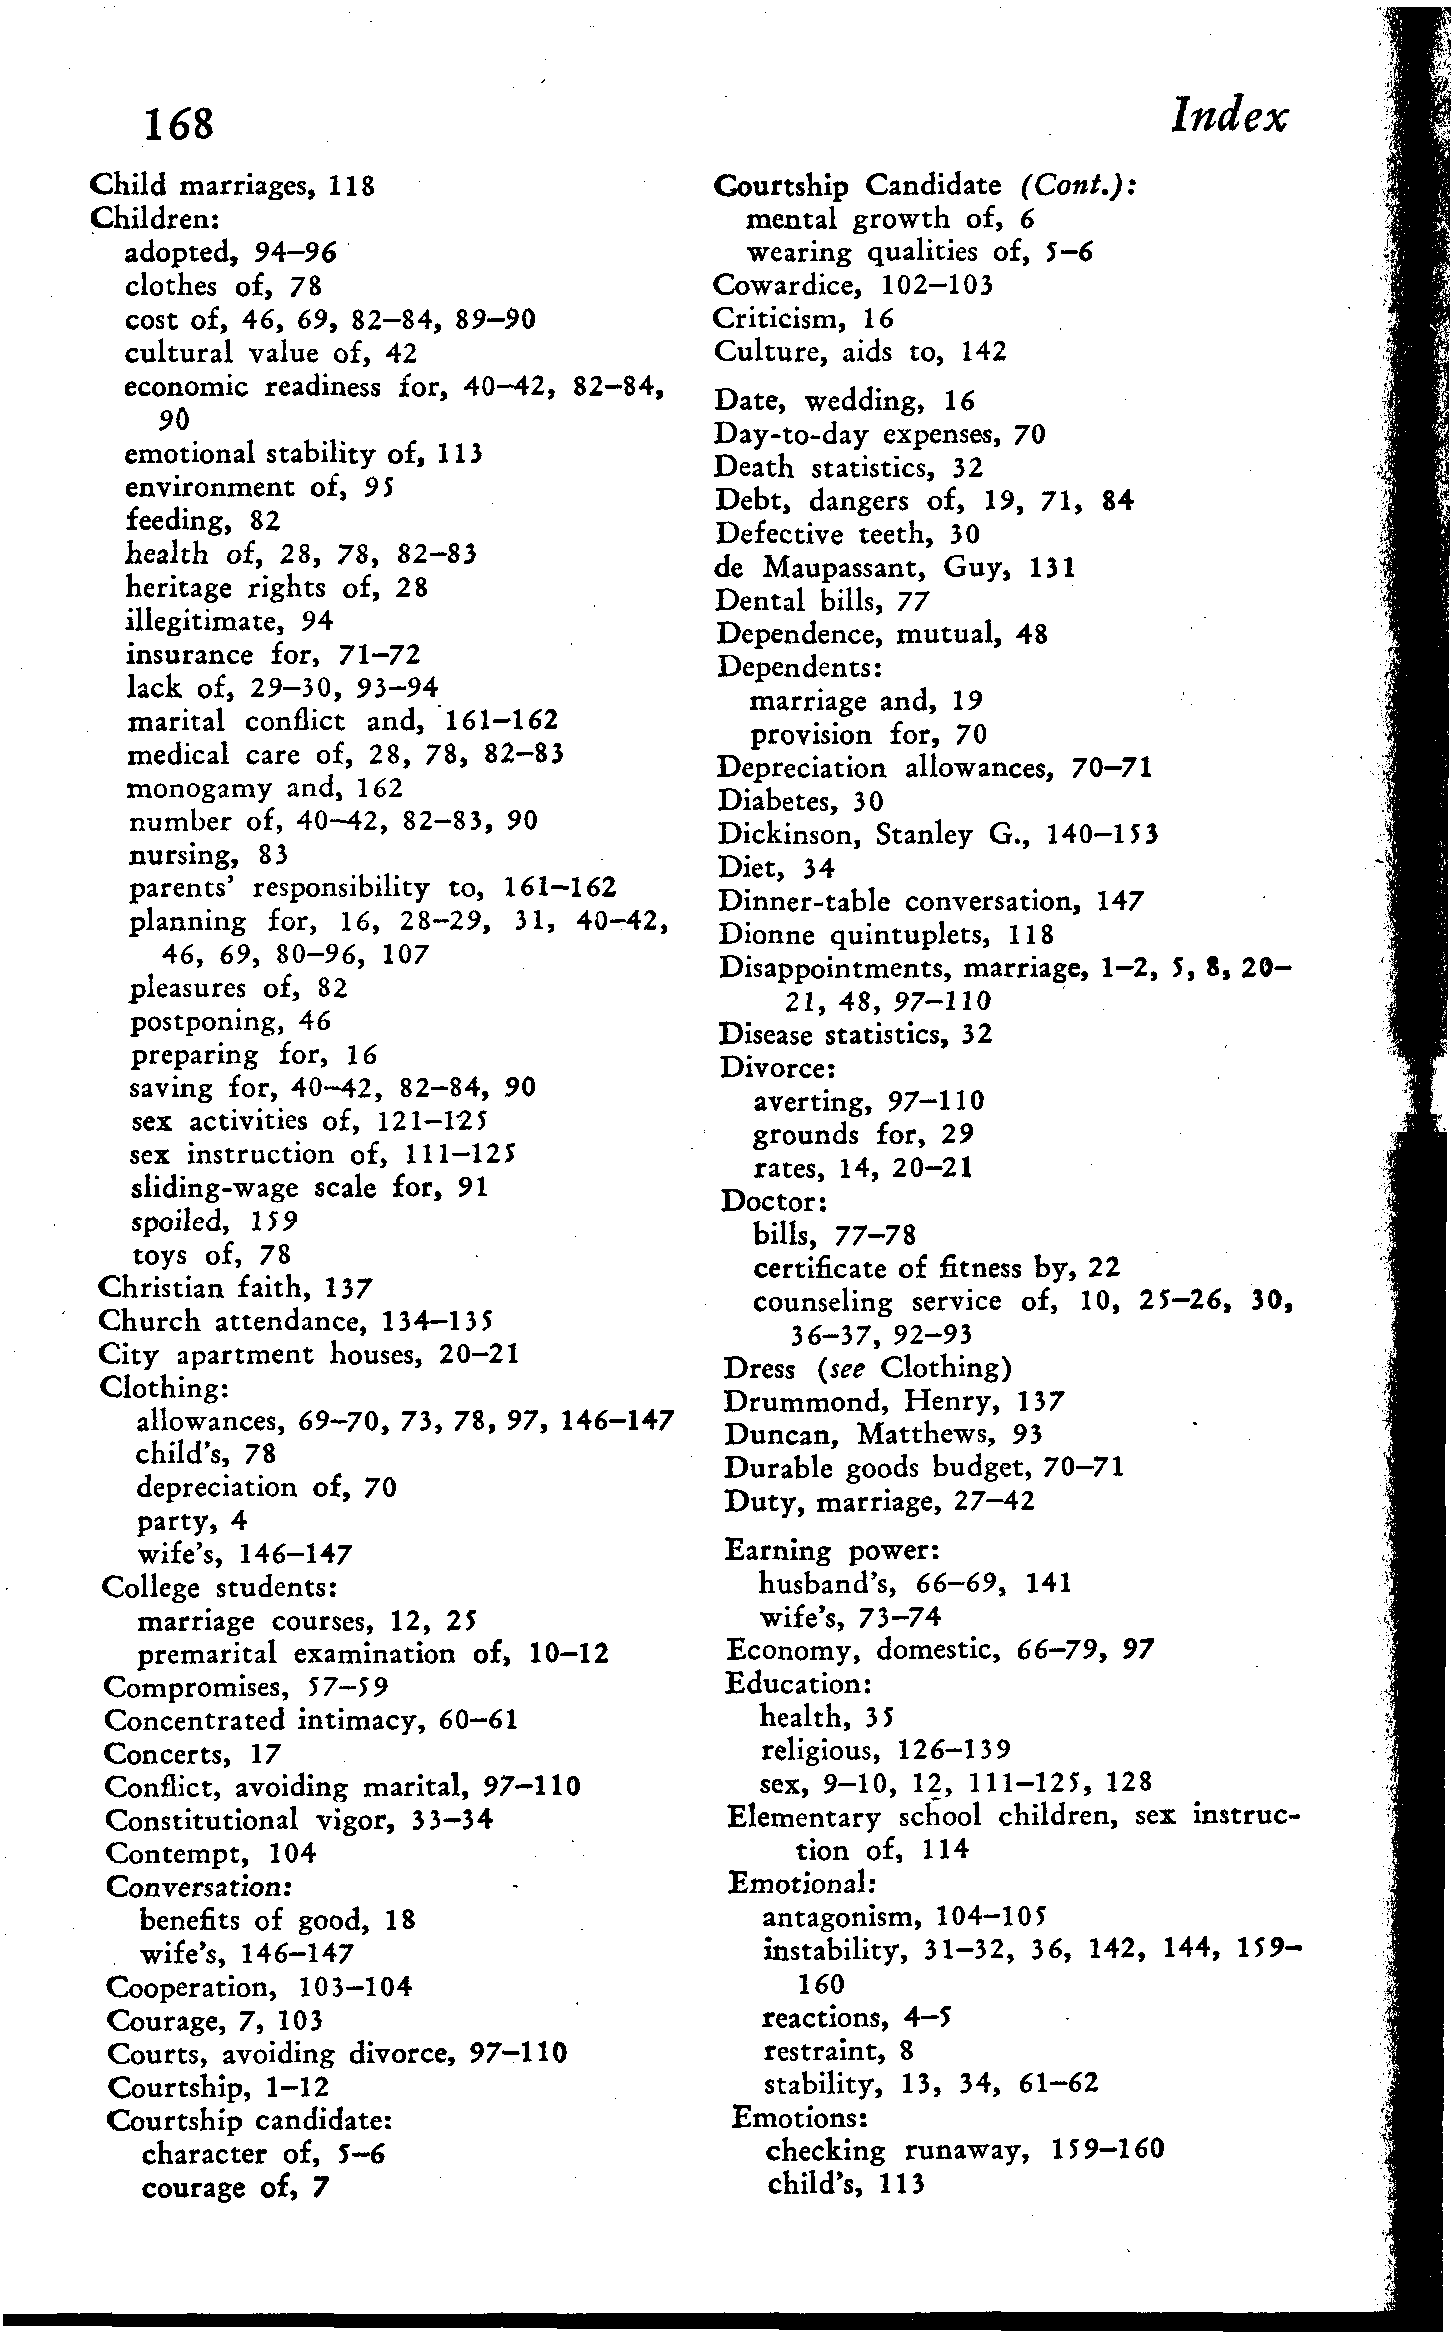 168
Index
Child marriages, 118
Children:
adopted, 94–96
clothes of, 78
cost of, 46, 69, 82–84, 89–90
cultural value of, 42
economic readiness for, 40–42, 82–84,
90
emotional stability of, 113
environment of, 95
feeding, 82
health of, 28, 78, 82–83
heritage rights of, 28
illegitimate, 94
insurance for, 71–72
lack of, 29–30, 93–94
marital conflict and, 161–162
medical care of, 28, 78, 82–83
monogamy and, 162
number of, 40–42, 82–83, 90
nursing, 83
parents' responsibility to, 161–162
planning for, 16, 28–29, 31, 40–42,
46, 69, 80–96, 107
pleasures of, 82
postponing, 46
preparing for, 16
saving for, 40–42, 82–84, 90
sex activities of, 121–125
sex instruction of, 111–125
sliding-wage scale for, 91
spoiled, 159
toys of, 78
Christian faith, 137
Church attendance, 134–135
City apartment houses, 20–21
Clothing:
allowances, 69–70, 73, 78, 97, 146–147
child's, 78
depreciation of, 70
party, 4
wife's, 146–147
College students:
marriage courses, 12, 25
premarital examination of, 10–12
Compromises, 57–59
Concentrated intimacy, 60–61
Concerts, 17
Conflict, avoiding marital, 97–110
Constitutional vigor, 33–34
Contempt, 104
Conversation:
benefits of good, 18
wife's, 146–147
Cooperation, 103–104
Courage, 7, 103
Courts, avoiding divorce, 97–110
Courtship, 1–12
Courtship candidate:
character of, 5–6
courage of, 7
Courtship Candidate (Cont.):
mental growth of, 6
wearing qualities of, 5–6
Cowardice, 102–103
Criticism, 16
Culture, aids to, 142
Date, wedding, 16
Day-to-day expenses, 70
Death statistics, 32
Debt, dangers of, 19, 71, 84
Defective teeth, 30
de Maupassant, Guy, 131
Dental bills, 77
Dependence, mutual, 48
Dependents:
marriage and, 19
provision for, 70
Depreciation allowances, 70–71
Diabetes, 30
Dickinson, Stanley G., 140–153
Diet, 34
Dinner-table conversation, 147
Dionne quintuplets, 118
Disappointments, marriage, 1–2, 5, 8, 20–
21, 48, 97–110
Disease statistics, 32
Divorce:
averting, 97–110
grounds for, 29
rates, 14, 20–21
Doctor:
bills, 77–78
certificate of fitness by, 22
counseling service of, 10, 25–26, 30,
36–37, 92–93
Dress (see Clothing)
Drummond, Henry, 137
Duncan, Matthews, 93
Durable goods budget, 70–71
Duty, marriage, 27–42
Earning power:
husband's, 66–69, 141
wife's, 73–74
Economy, domestic, 66–79, 97
Education:
health, 35
religious, 126–139
sex, 9–10, 12, 111–125, 128
Elementary school children, sex instruc-
tion of, 114
Emotional:
antagonism, 104–105
instability, 31–32, 36, 142, 144, 159–
160
reactions, 4–5
restraint, 8
stability, 13, 34, 61–62
Emotions:
checking runaway, 159–160
child's, 113